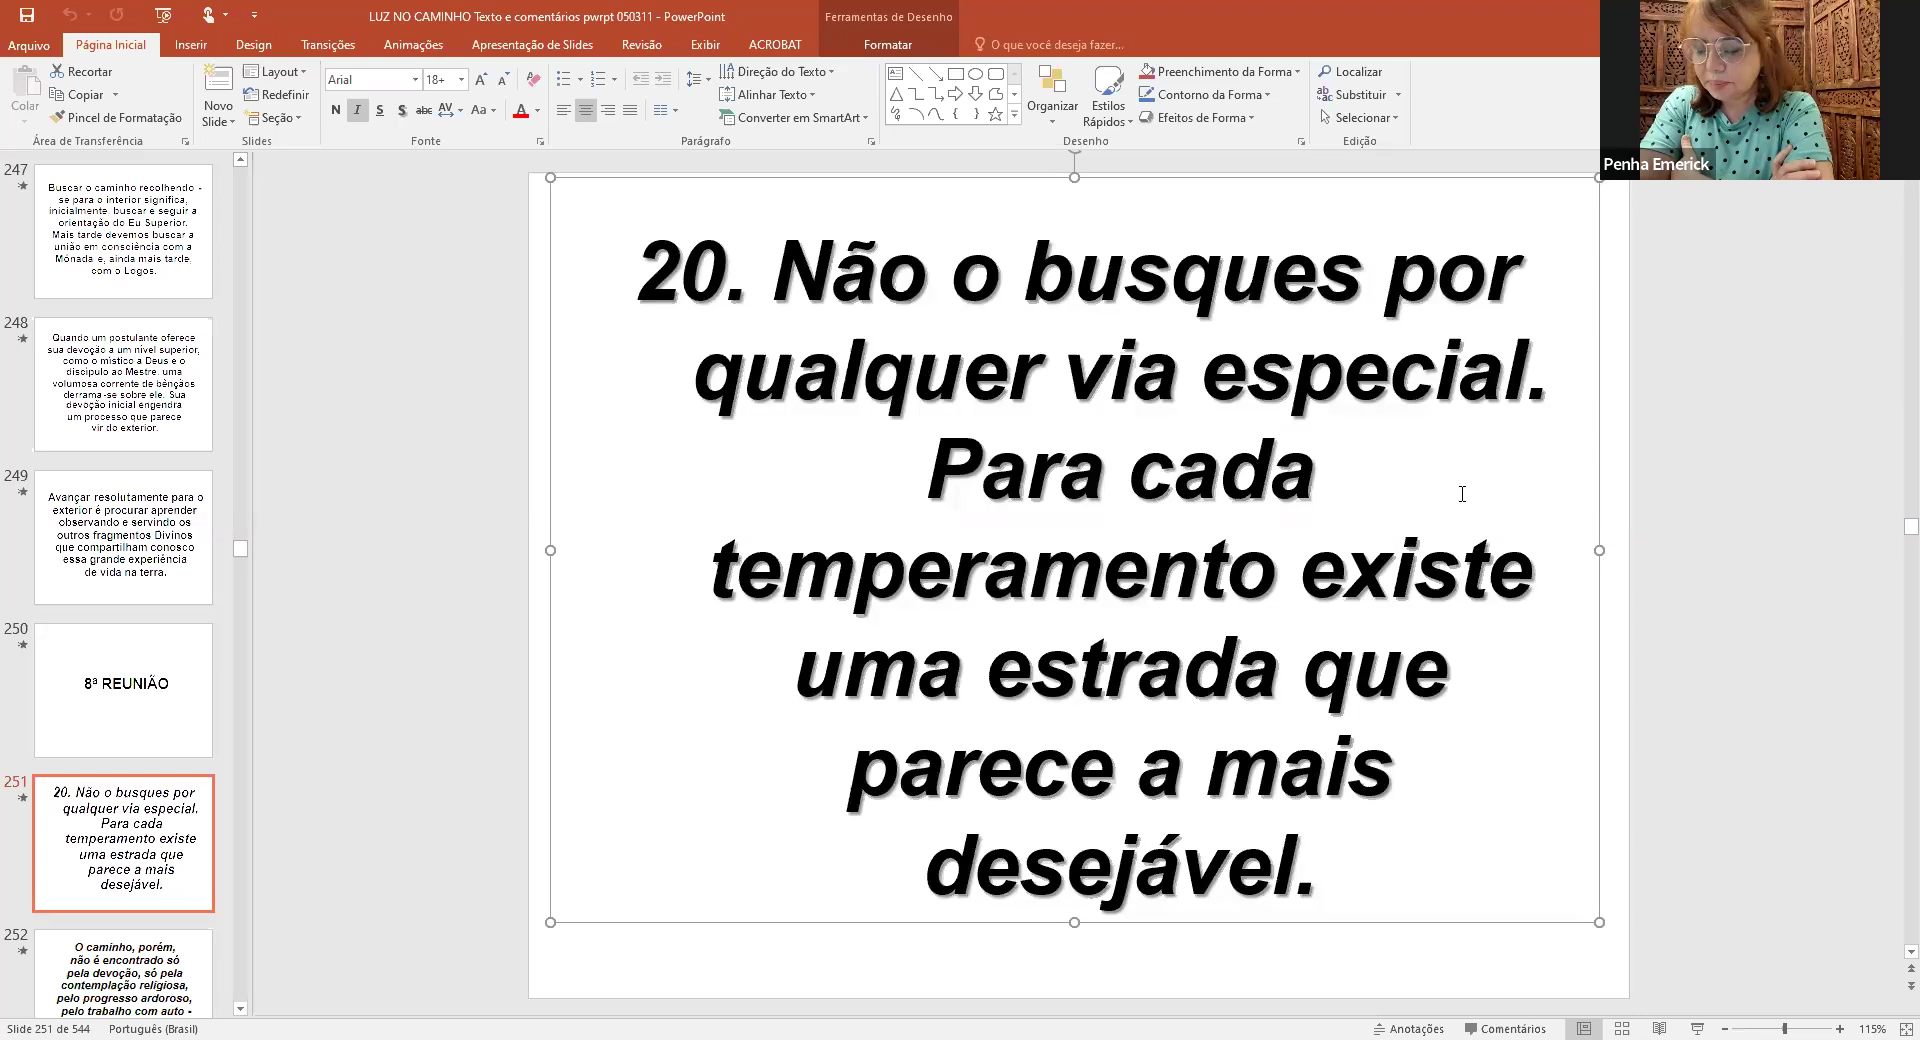 LUZ NO CAMINHO Texto e comentários pwrpt 050311 - PowerPoint
Ferramentas de Desenho
Arquivo Página Inicial Inserir Design Transições Animações Apresentação de Slides Revisão Exibir ACROBAT Formatar O que você deseja fazer...
Colar
Recortar
Copiar
Pincel de Formatação
Área de Transferência
Novo
Slide
Layout
Redefinir
Seção
Slides
Arial 18+
N I S S abc AV Aa A
Fonte
Direção do Texto
Alinhar Texto
Converter em SmartArt
Parágrafo
Organizar
Estilos
Rápidos
Preenchimento da Forma
Contorno da Forma
Efeitos de Forma
Desenho
Localizar
Substituir
Selecionar
Edição
Penha Emerick
247
Buscar o caminho recolhendo -
se para o interior significa,
inicialmente, buscar e seguir a
orientação do Eu Superior.
Mais tarde devemos buscar a
união em consciência com a
Mônada e, ainda mais tarde,
com o Logos.
248
Quando um postulante oferece
sua devoção a um nível superior,
como o místico a Deus e o
discípulo ao Mestre, uma
volumosa corrente de bênçãos
derrama-se sobre ele. Sua
devoção inicial engendra
um processo que parece
vir do exterior.
249
Avançar resolutamente para o
exterior é procurar aprender
observando e servindo os
outros fragmentos Divinos
que compartilham conosco
essa grande experiência
de vida na terra.
250
8ª REUNIÃO
251
20. Não o busques por
qualquer via especial.
Para cada
temperamento existe
uma estrada que
parece a mais
desejável.
252
O caminho, porém,
não é encontrado só
pela devoção, só pela
contemplação religiosa,
pelo progresso ardoroso,
pelo trabalho com auto -
20. Não o busques por
qualquer via especial.
Para cada
temperamento existe
uma estrada que
parece a mais
desejável.
Slide 251 de 544 Português (Brasil) Anotações Comentários 115%